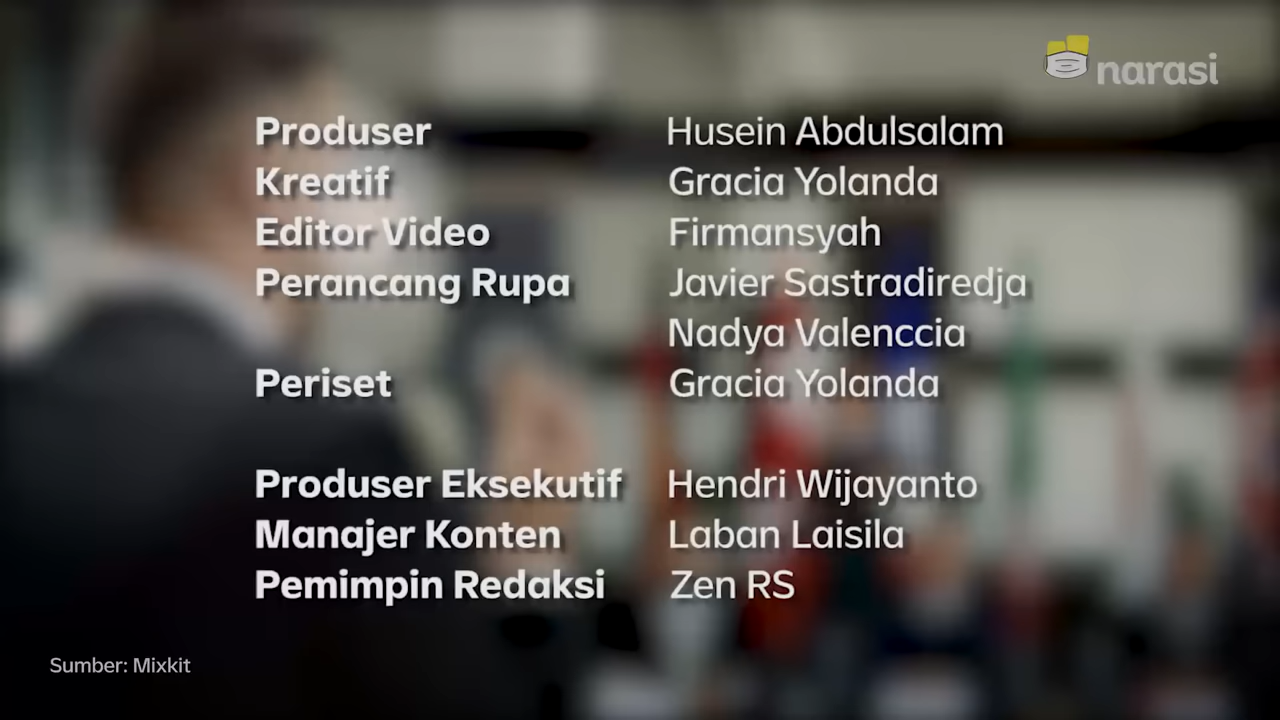 narasi
Produser Husein Abdulsalam
Kreatif Gracia Yolanda
Editor Video Firmansyah
Perancang Rupa Javier Sastradiredja
Nadya Valenccia
Periset Gracia Yolanda
Produser Eksekutif Hendri Wijayanto
Manajer Konten Laban Laisila
Pemimpin Redaksi Zen RS
Sumber: Mixkit